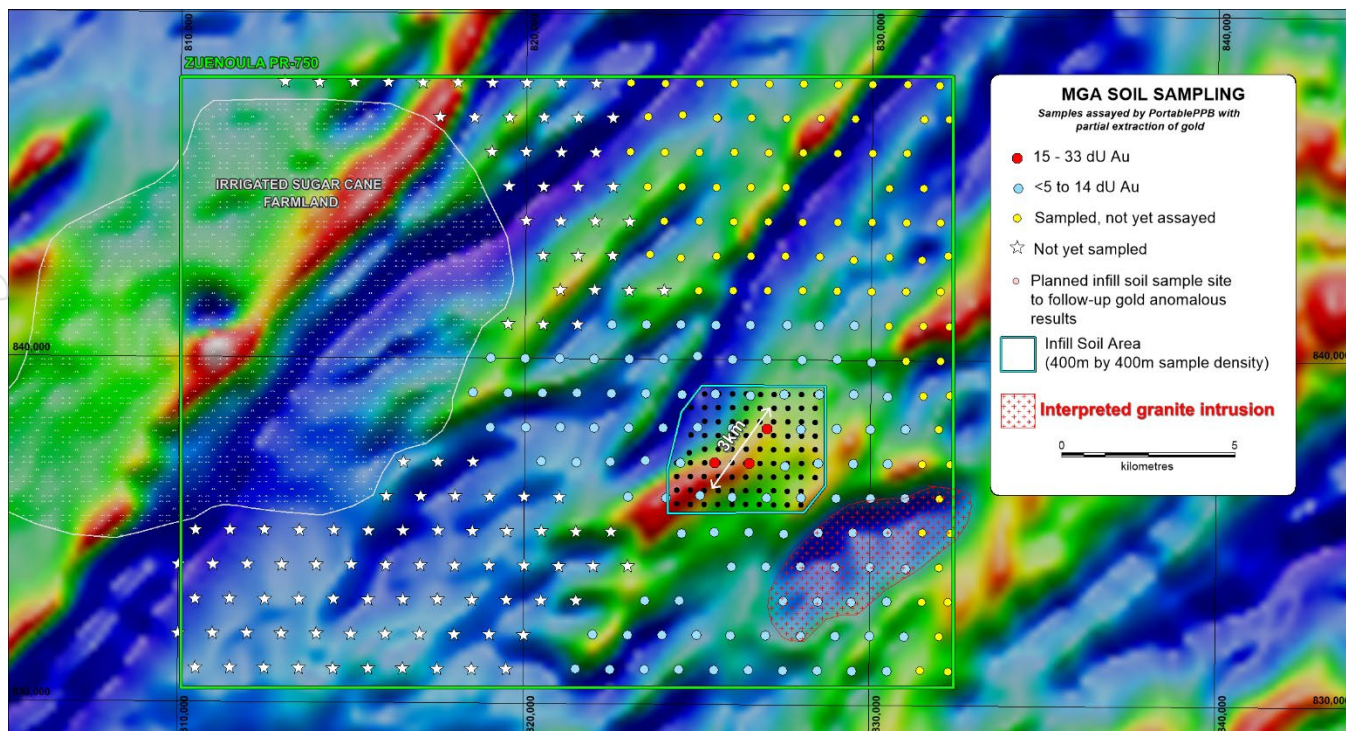 810,000
820,000
830,000
840,000
ZUENOULA PR-750
IRRIGATED SUGAR CANE
FARMLAND
3km
840,000
840,000
830,000
830,000
810,000
820,000
830,000
840,000
MGA SOIL SAMPLING
Samples assayed by PortablePPB with
partial extraction of gold
15 - 33 dU Au
<5 to 14 dU Au
Sampled, not yet assayed
Not yet sampled
Planned infill soil sample site
to follow-up gold anomalous
results
Infill Soil Area
(400m by 400m sample density)
Interpreted granite intrusion
0 5
kilometres